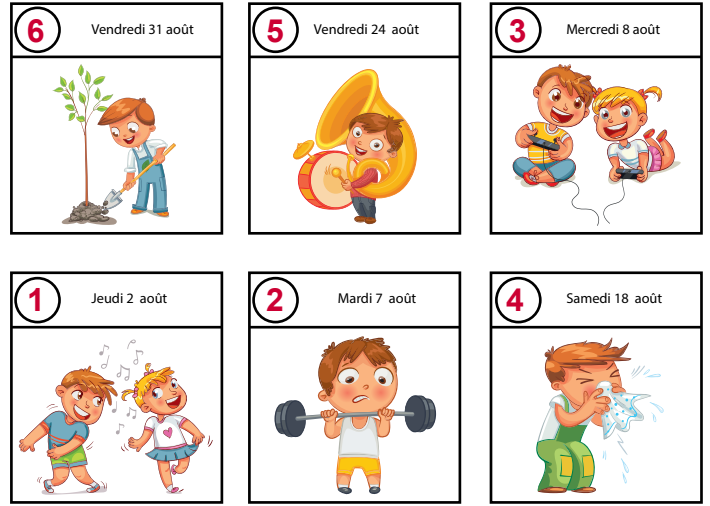 6 Vendredi 31 août
5 Vendredi 24 août
3 Mercredi 8 août
1 Jeudi 2 août
2 Mardi 7 août
4 Samedi 18 août